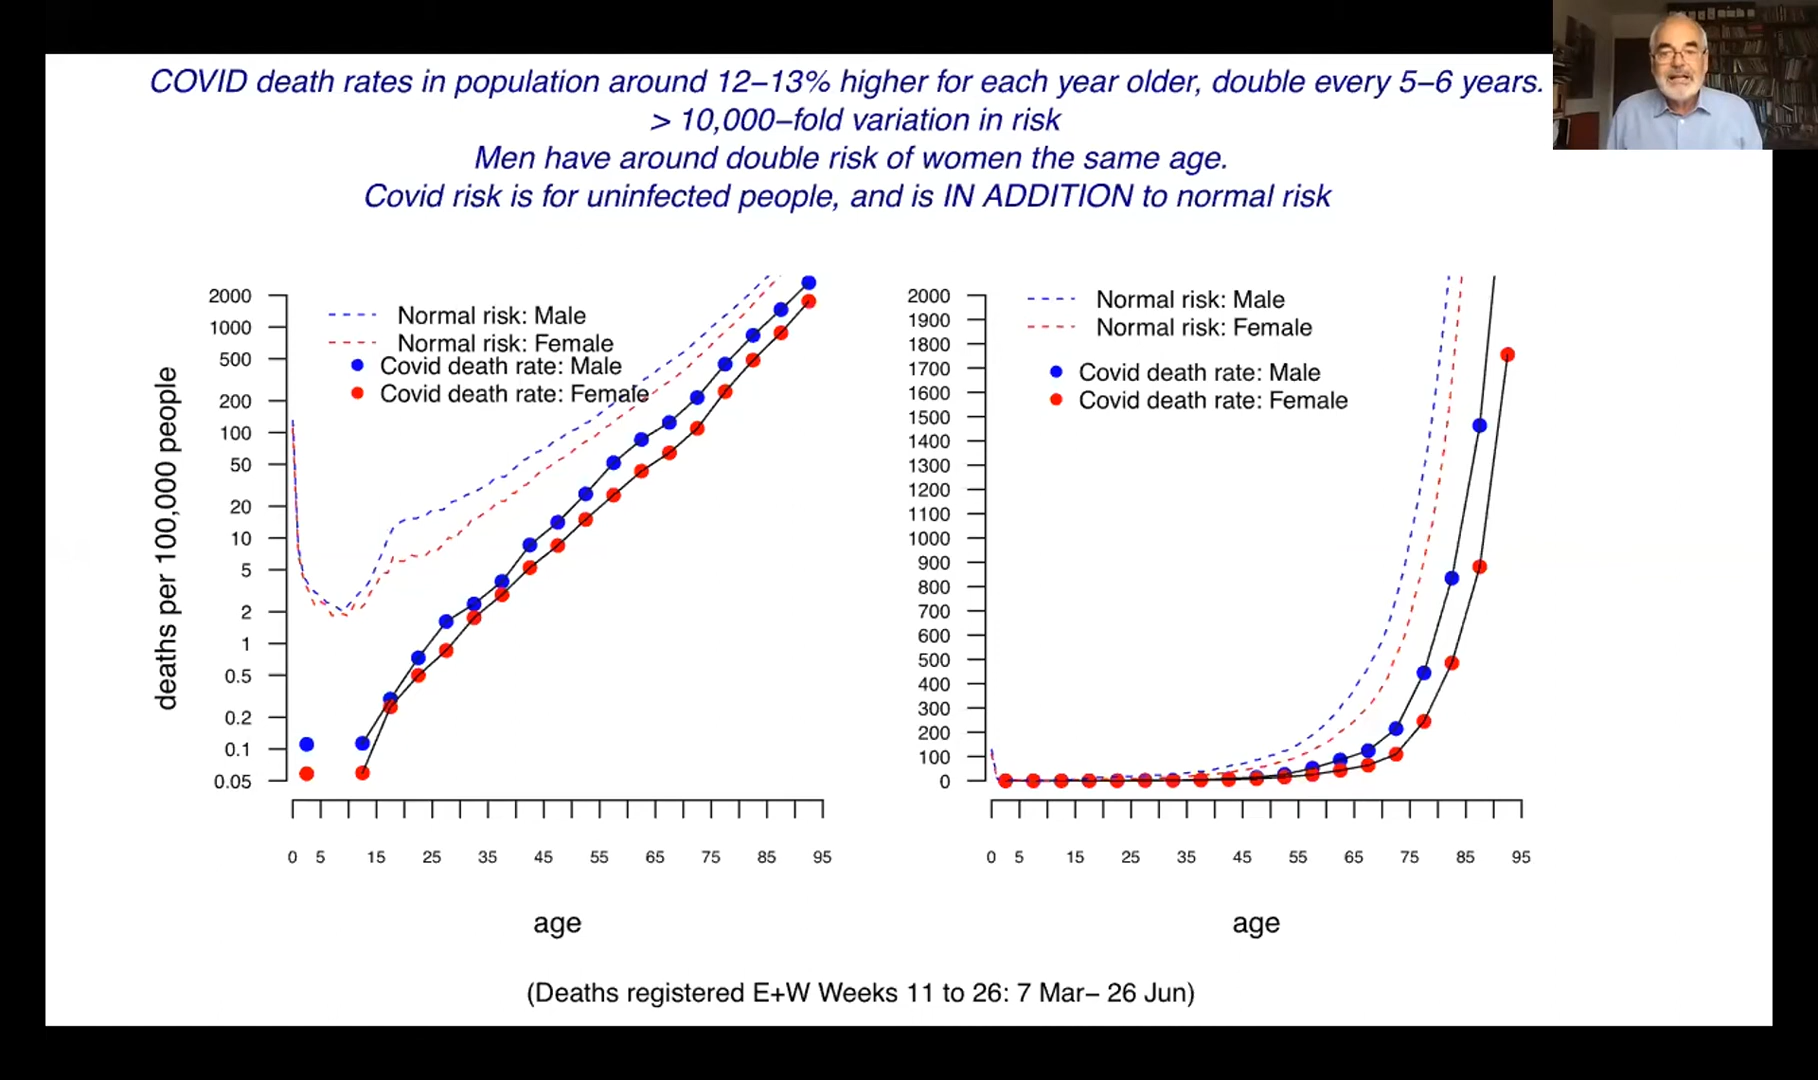 COVID death rates in population around 12–13% higher for each year older, double every 5–6 years.
> 10,000–fold variation in risk
Men have around double risk of women the same age.
Covid risk is for uninfected people, and is IN ADDITION to normal risk
deaths per 100,000 people
2000
1000
500
200
100
50
20
10
5
2
1
0.5
0.2
0.1
0.05
Normal risk: Male
Normal risk: Female
Covid death rate: Male
Covid death rate: Female
0 5 15 25 35 45 55 65 75 85 95
age
2000
1900
1800
1700
1600
1500
1400
1300
1200
1100
1000
900
800
700
600
500
400
300
200
100
0
Normal risk: Male
Normal risk: Female
Covid death rate: Male
Covid death rate: Female
0 5 15 25 35 45 55 65 75 85 95
age
(Deaths registered E+W Weeks 11 to 26: 7 Mar– 26 Jun)